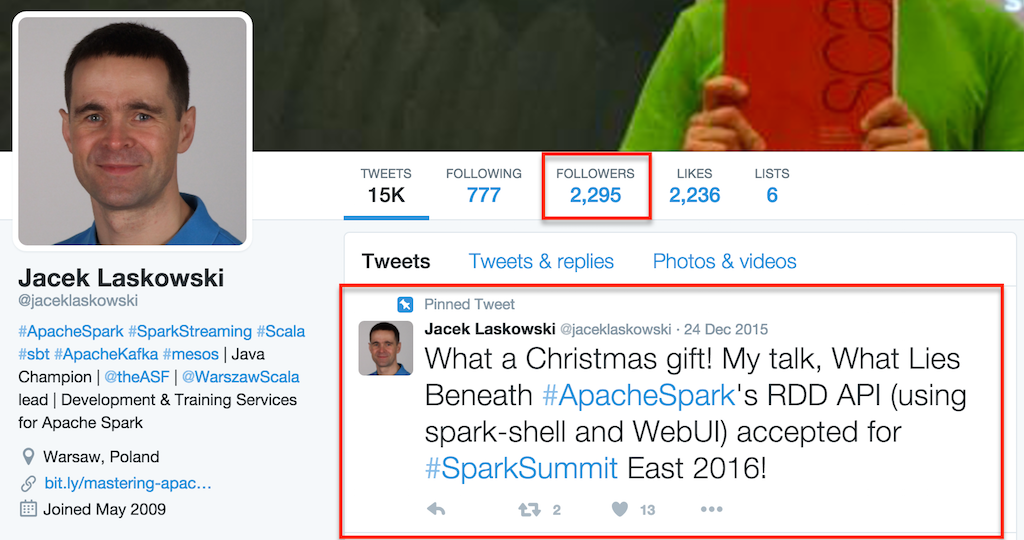 sca
TWEETS FOLLOWING FOLLOWERS LIKES LISTS
15K 777 2,295 2,236 6
Jacek Laskowski
@jaceklaskowski
#ApacheSpark #SparkStreaming #Scala
#sbt #ApacheKafka #mesos | Java
Champion | @theASF | @WarszawScala
lead | Development & Training Services
for Apache Spark
Warsaw, Poland
bit.ly/mastering-apac…
Joined May 2009
Tweets Tweets & replies Photos & videos
Pinned Tweet
Jacek Laskowski @jaceklaskowski · 24 Dec 2015
What a Christmas gift! My talk, What Lies
Beneath #ApacheSpark's RDD API (using
spark-shell and WebUI) accepted for
#SparkSummit East 2016!
2 13